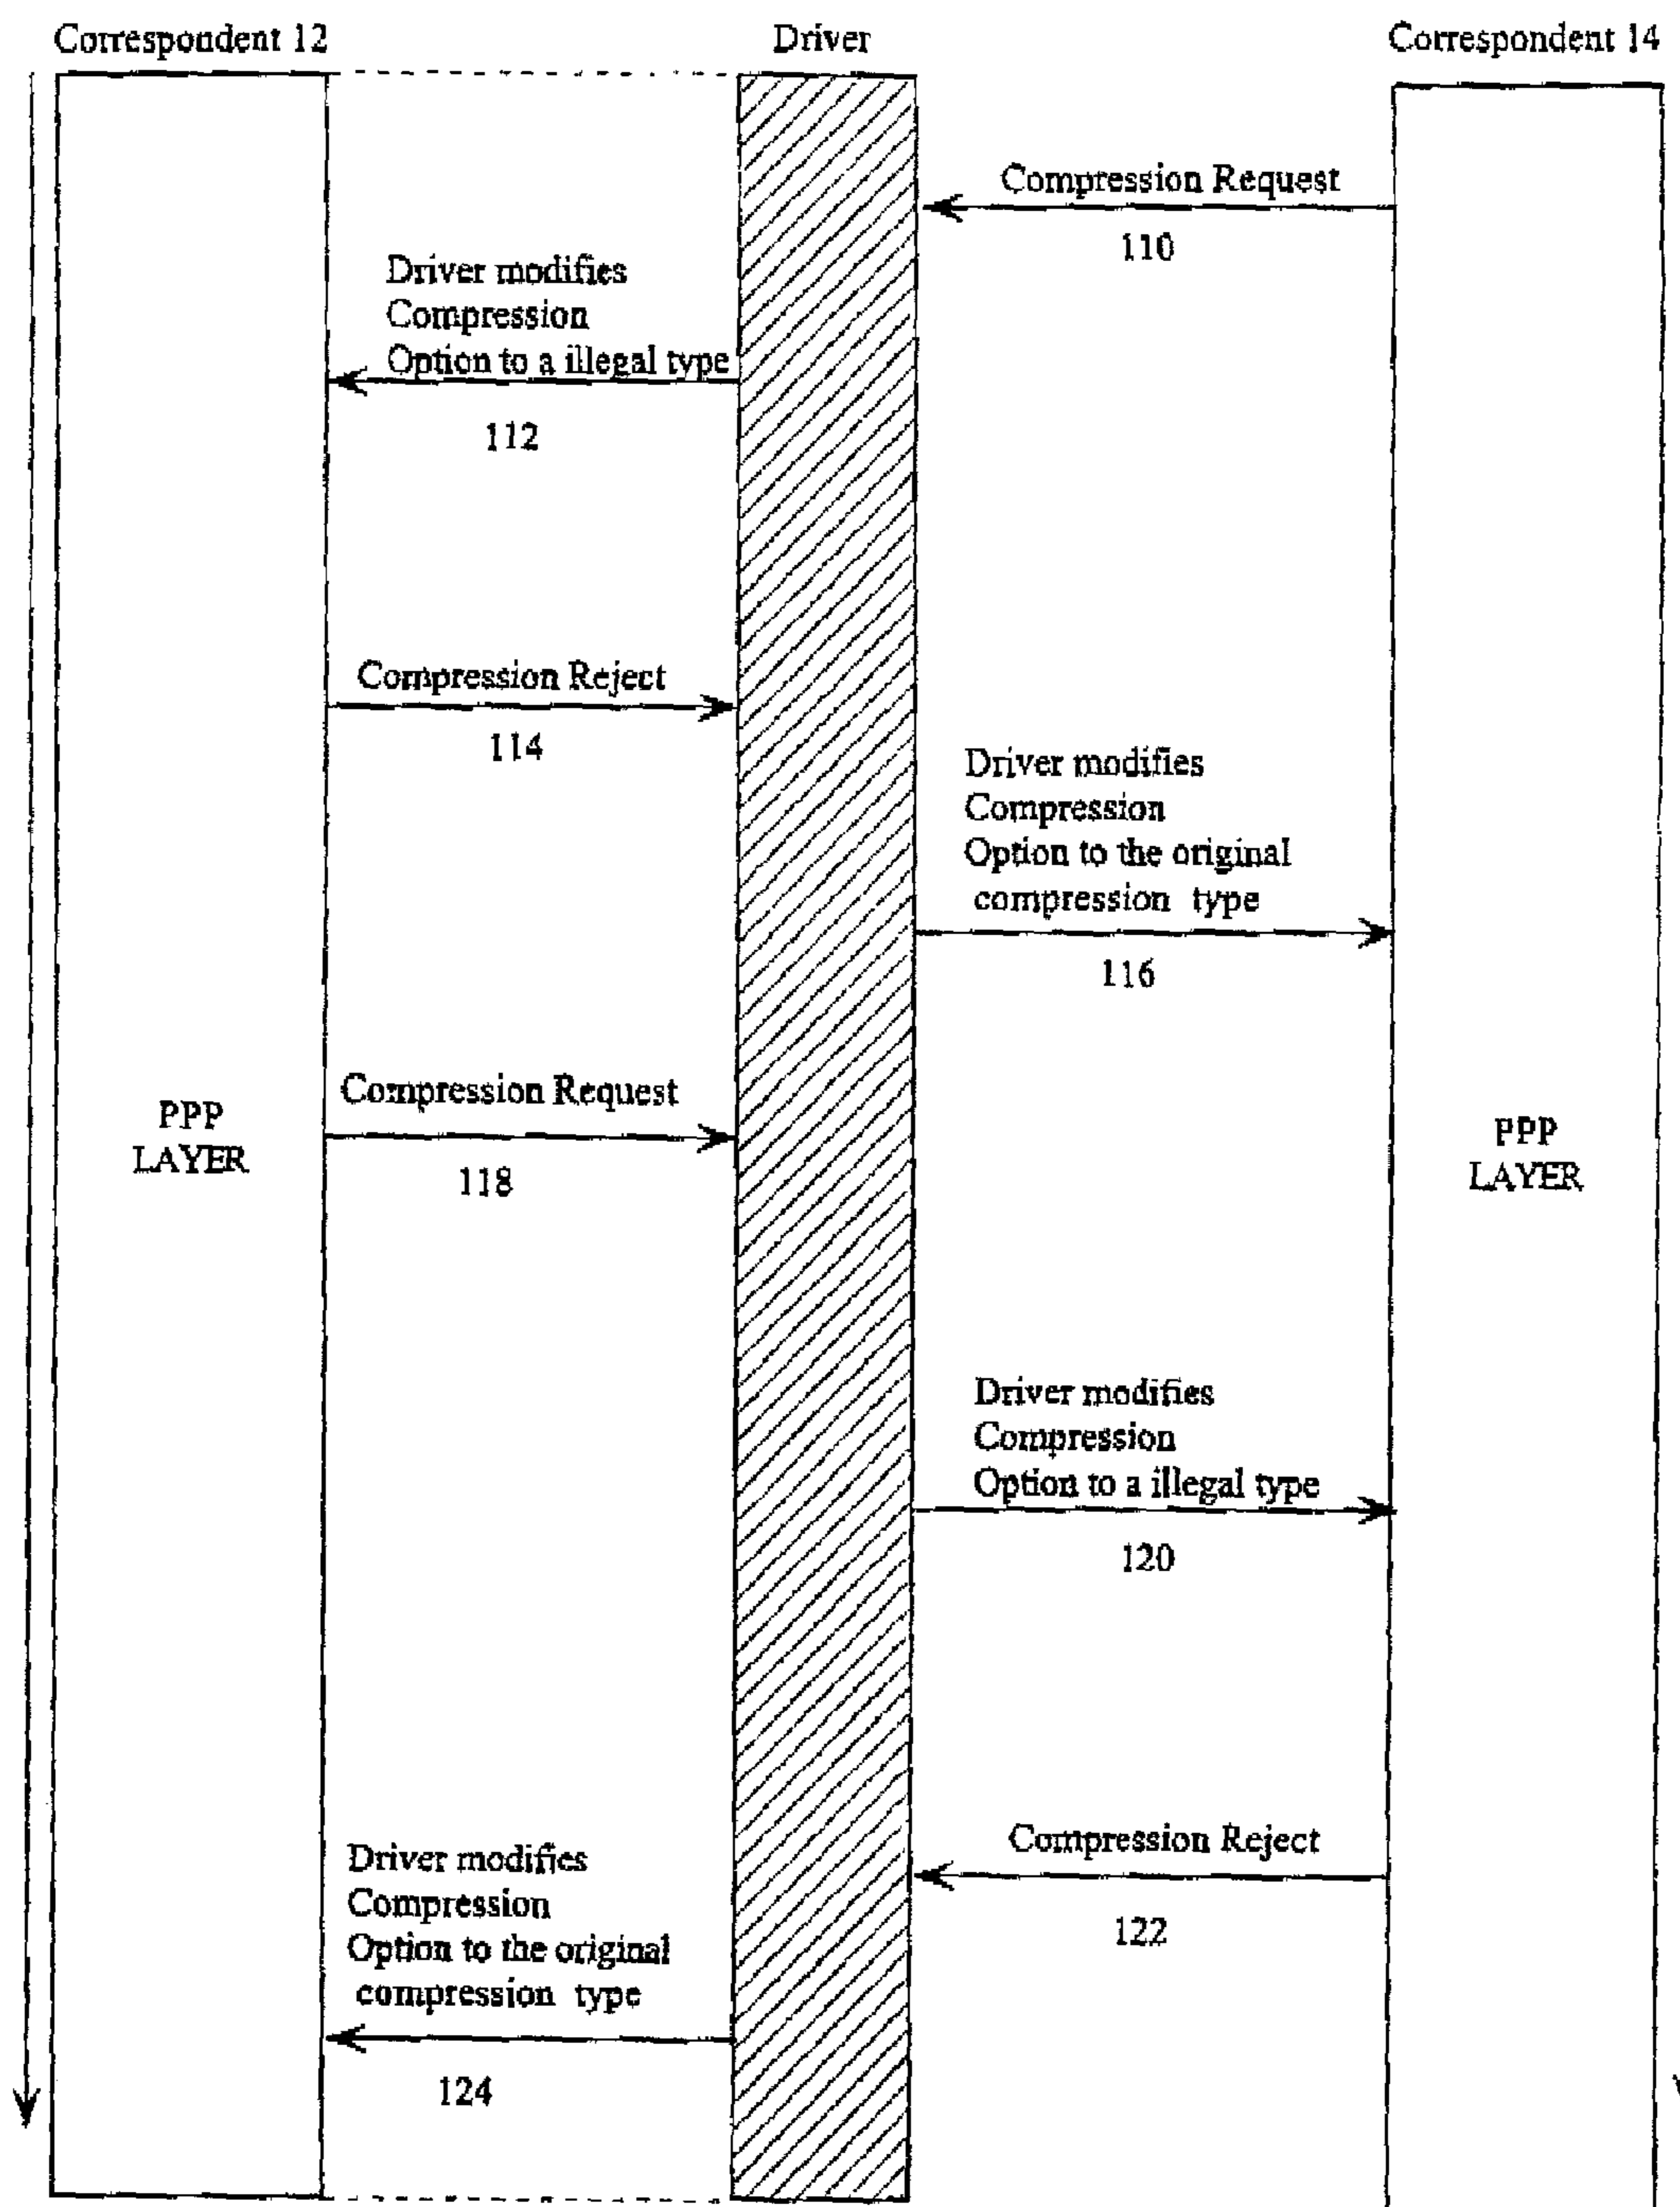 Correspondent 12
Driver
Correspondent 14
Compression Request
110
Driver modifies
Compression
Option to a illegal type
112
Compression Reject
114
Driver modifies
Compression
Option to the original
compression type
116
Compression Request
118
PPP
LAYER
PPP
LAYER
Driver modifies
Compression
Option to a illegal type
120
Compression Reject
122
Driver modifies
Compression
Option to the original
compression type
124